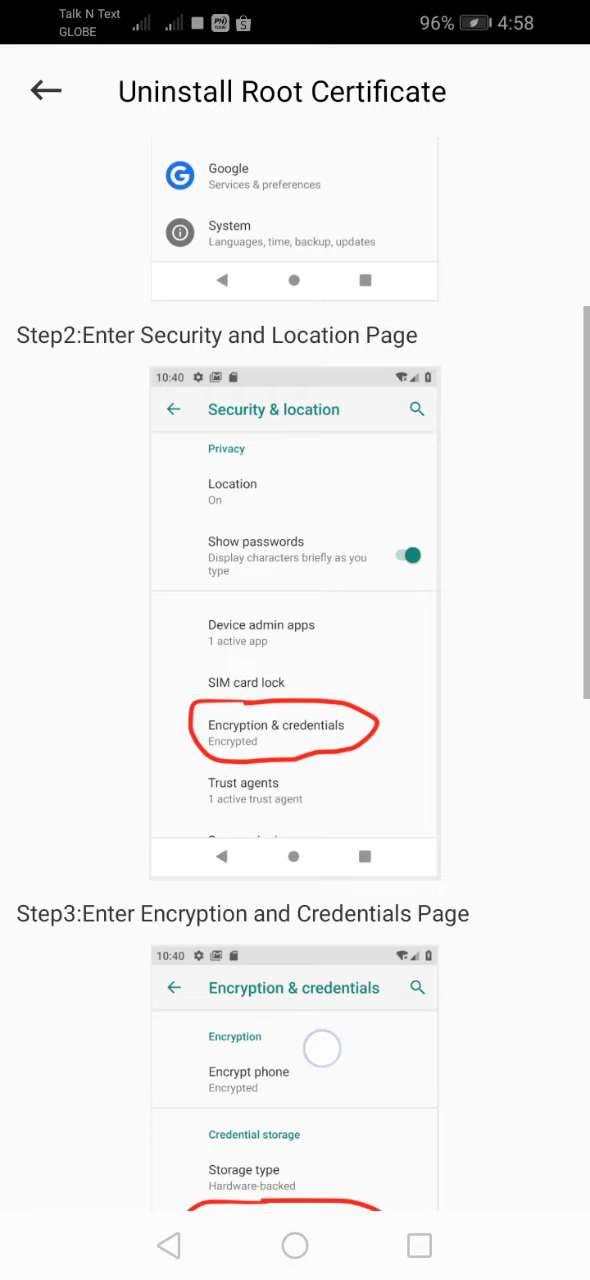 Talk N Text
GLOBE
96% 4:58
Uninstall Root Certificate
Google
Services & preferences
System
Languages, time, backup, updates
Step2:Enter Security and Location Page
10:40
Security & location
Privacy
Location
On
Show passwords
Display characters briefly as you
type
Device admin apps
1 active app
SIM card lock
Encryption & credentials
Encrypted
Trust agents
1 active trust agent
Step3:Enter Encryption and Credentials Page
10:40
Encryption & credentials
Encryption
Encrypt phone
Encrypted
Credential storage
Storage type
Hardware-backed